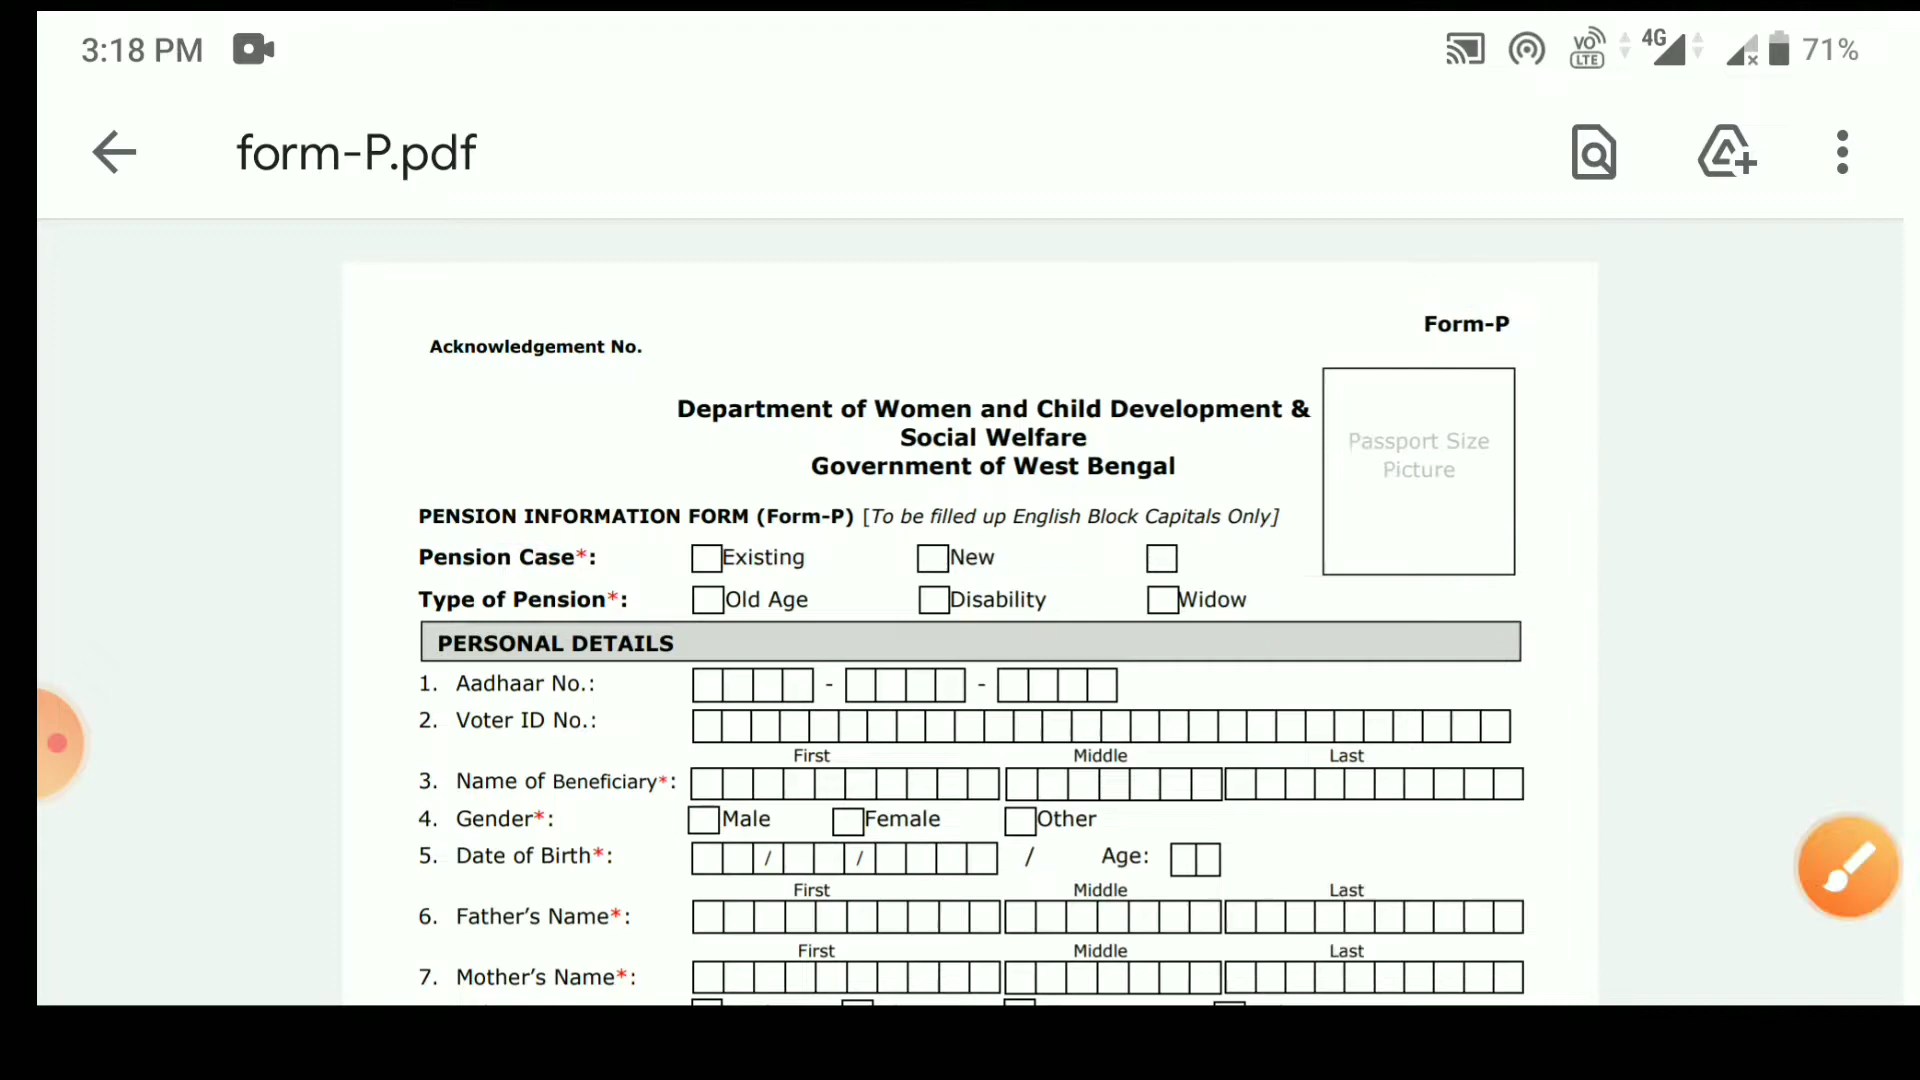 3:18 PM
VO LTE 4G 71%
form-P.pdf
Form-P
Acknowledgement No.
Department of Women and Child Development &
Social Welfare
Government of West Bengal
Passport Size
Picture
PENSION INFORMATION FORM (Form-P) [To be filled up English Block Capitals Only]
Pension Case*: Existing New
Type of Pension*: Old Age Disability Widow
PERSONAL DETAILS
1. Aadhaar No.: - -
2. Voter ID No.:
First Middle Last
3. Name of Beneficiary*:
4. Gender*: Male Female Other
5. Date of Birth*: / / / Age:
First Middle Last
6. Father's Name*:
First Middle Last
7. Mother's Name*: